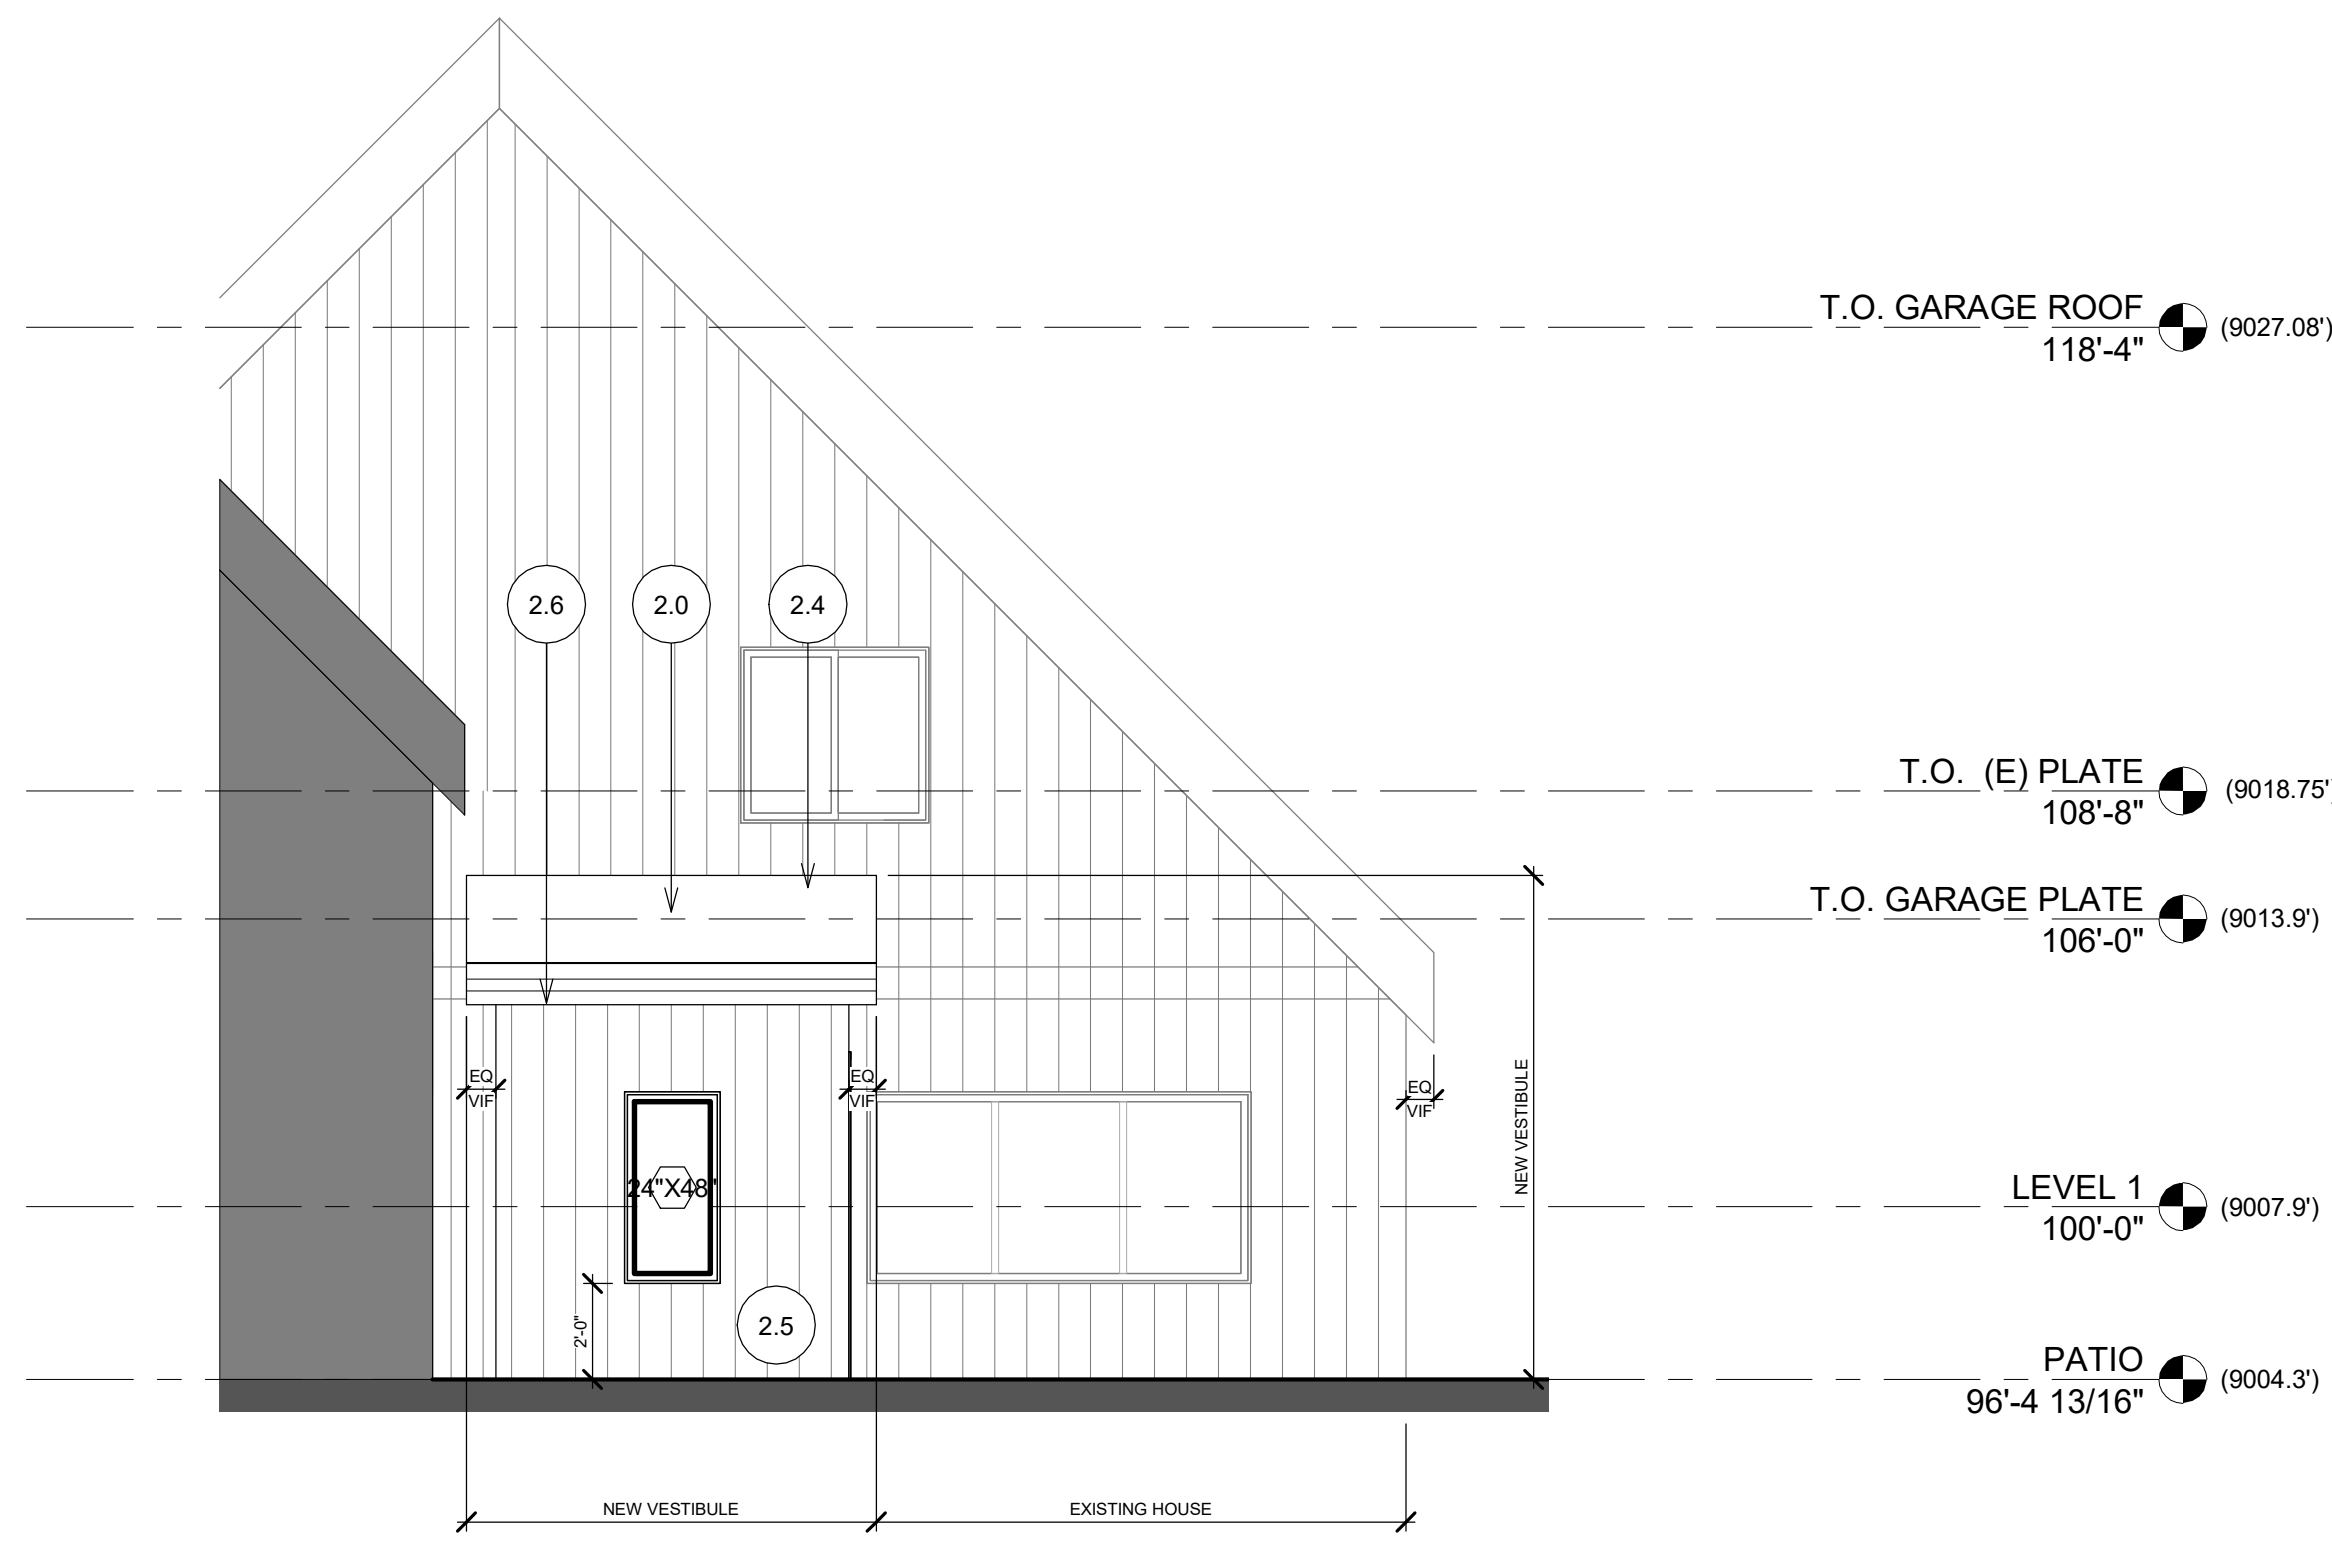 T.O. GARAGE ROOF
118'-4"
(9027.08')
2.6
2.0
2.4
T.O. (E) PLATE
108'-8"
(9018.75')
T.O. GARAGE PLATE
106'-0"
(9013.9')
EQ
VIF
EQ
VIF
EQ
VIF
NEW VESTIBULE
24"X48"
LEVEL 1
100'-0"
(9007.9')
2'-0"
2.5
PATIO
96'-4 13/16"
(9004.3')
NEW VESTIBULE
EXISTING HOUSE